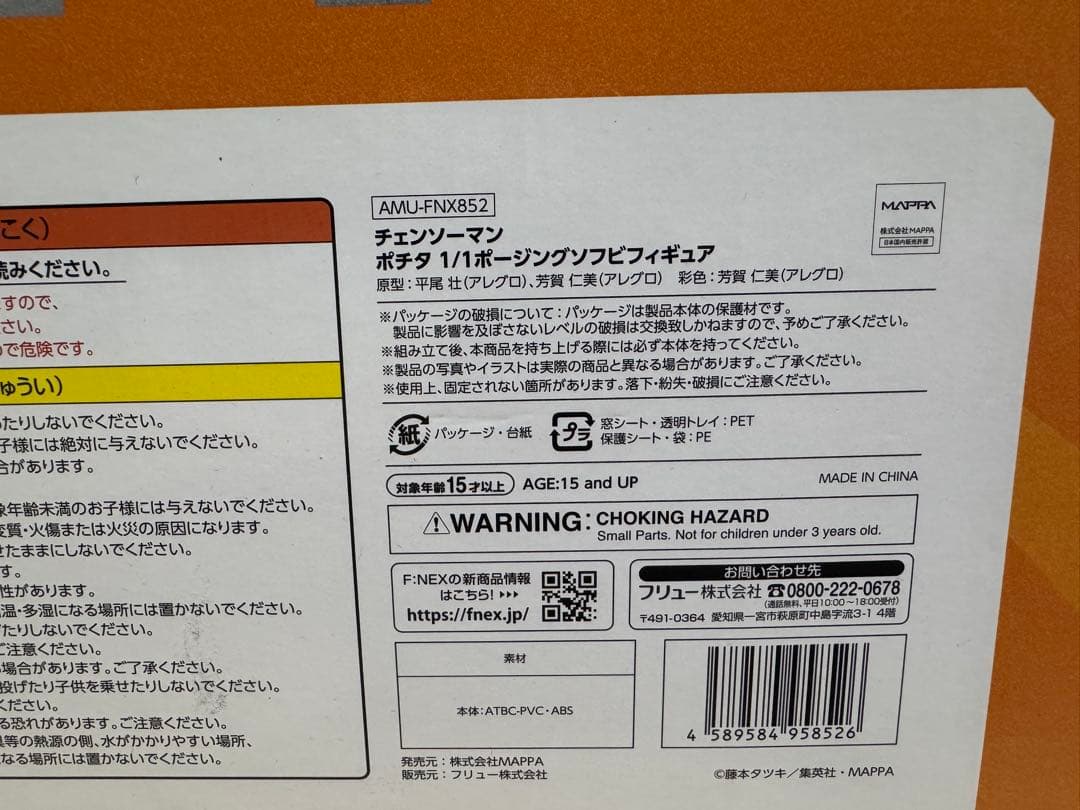 こく）
読みください。
すので、
さい。
ので危険です。
ゅうい）
たりしないでください。
子様には絶対に与えないでください。
合があります。
象年齢未満のお子様には与えないでください。
変質・火傷または火災の原因になります。
せたままにしないでください。
す。
性があります。
温・多湿になる場所には置かないでください。
たりしないでください。
ご注意ください。
場合があります。ご了承ください。
投げたり子供を乗せたりしないでください。
ください。
る恐れがあります。ご注意ください。
等の熱源の側、水がかかりやすい場所、
なる場所には置かないでください。
AMU-FNX852
チェンソーマン
ポチタ 1/1ポージングソフビフィギュア
原型：平尾 壮（アレグロ）、芳賀 仁美（アレグロ） 彩色：芳賀 仁美（アレグロ）
MAPPA
株式会社MAPPA
日本国内販売許諾
※パッケージの破損について：パッケージは製品本体の保護材です。
製品に影響を及ぼさないレベルの破損は交換致しかねますので、予めご了承ください。
※組み立て後、本商品を持ち上げる際には必ず本体を持ってください。
※製品の写真やイラストは実際の商品と異なる場合があります。ご了承ください。
※使用上、固定されない箇所があります。落下・紛失・破損にご注意ください。
紙 パッケージ・台紙
プラ 窓シート・透明トレイ：PET
保護シート・袋：PE
対象年齢15才以上 AGE:15 and UP
MADE IN CHINA
WARNING: CHOKING HAZARD
Small Parts. Not for children under 3 years old.
F:NEXの新商品情報
はこちら！
https://fnex.jp/
お問い合わせ先
フリュー株式会社 ☎0800-222-0678
（通話無料、平日10:00～18:00受付）
〒491-0364 愛知県一宮市萩原町中島字流3-1 4階
素材
本体：ATBC-PVC・ABS
4 589584 958526
発売元：株式会社MAPPA
販売元：フリュー株式会社
©藤本タツキ／集英社・MAPPA